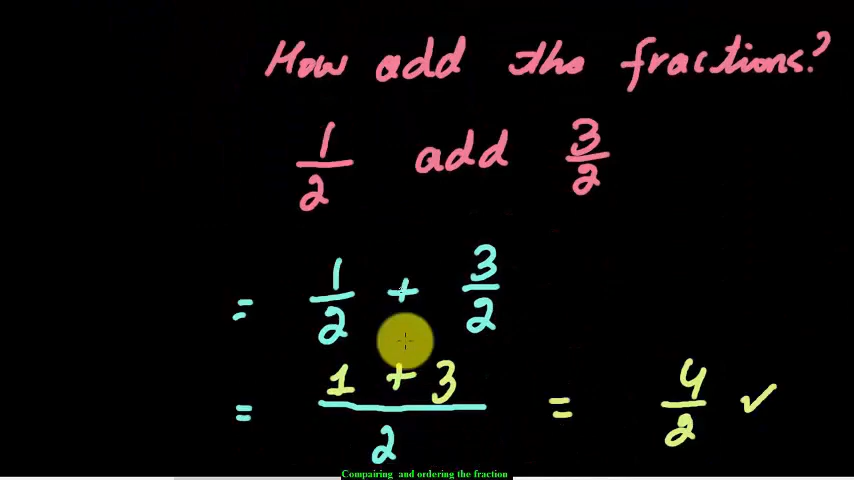 How add the fractions?
1/2 add 3/2
= 1/2 + 3/2
= (1 + 3)/2 = 4/2 ✓
Compairing and ordering the fraction